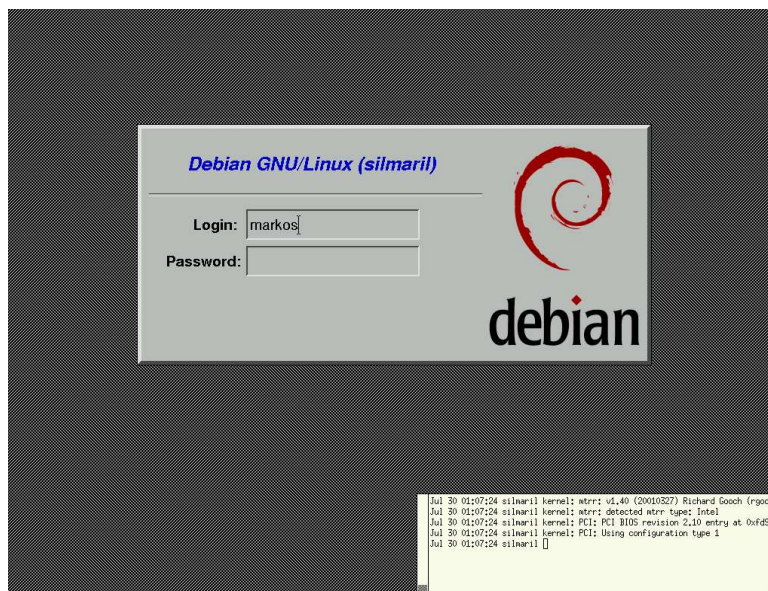 Debian GNU/Linux (silmaril)
Login: markos
Password:
debian
Jul 30 01:07:24 silmaril kernel: mtrr: v1.40 (20010327) Richard Gooch (rgoo
Jul 30 01:07:24 silmaril kernel: mtrr: detected mtrr type: Intel
Jul 30 01:07:24 silmaril kernel: PCI: PCI BIOS revision 2.10 entry at 0xfd9
Jul 30 01:07:24 silmaril kernel: PCI: Using configuration type 1
Jul 30 01:07:24 silmaril